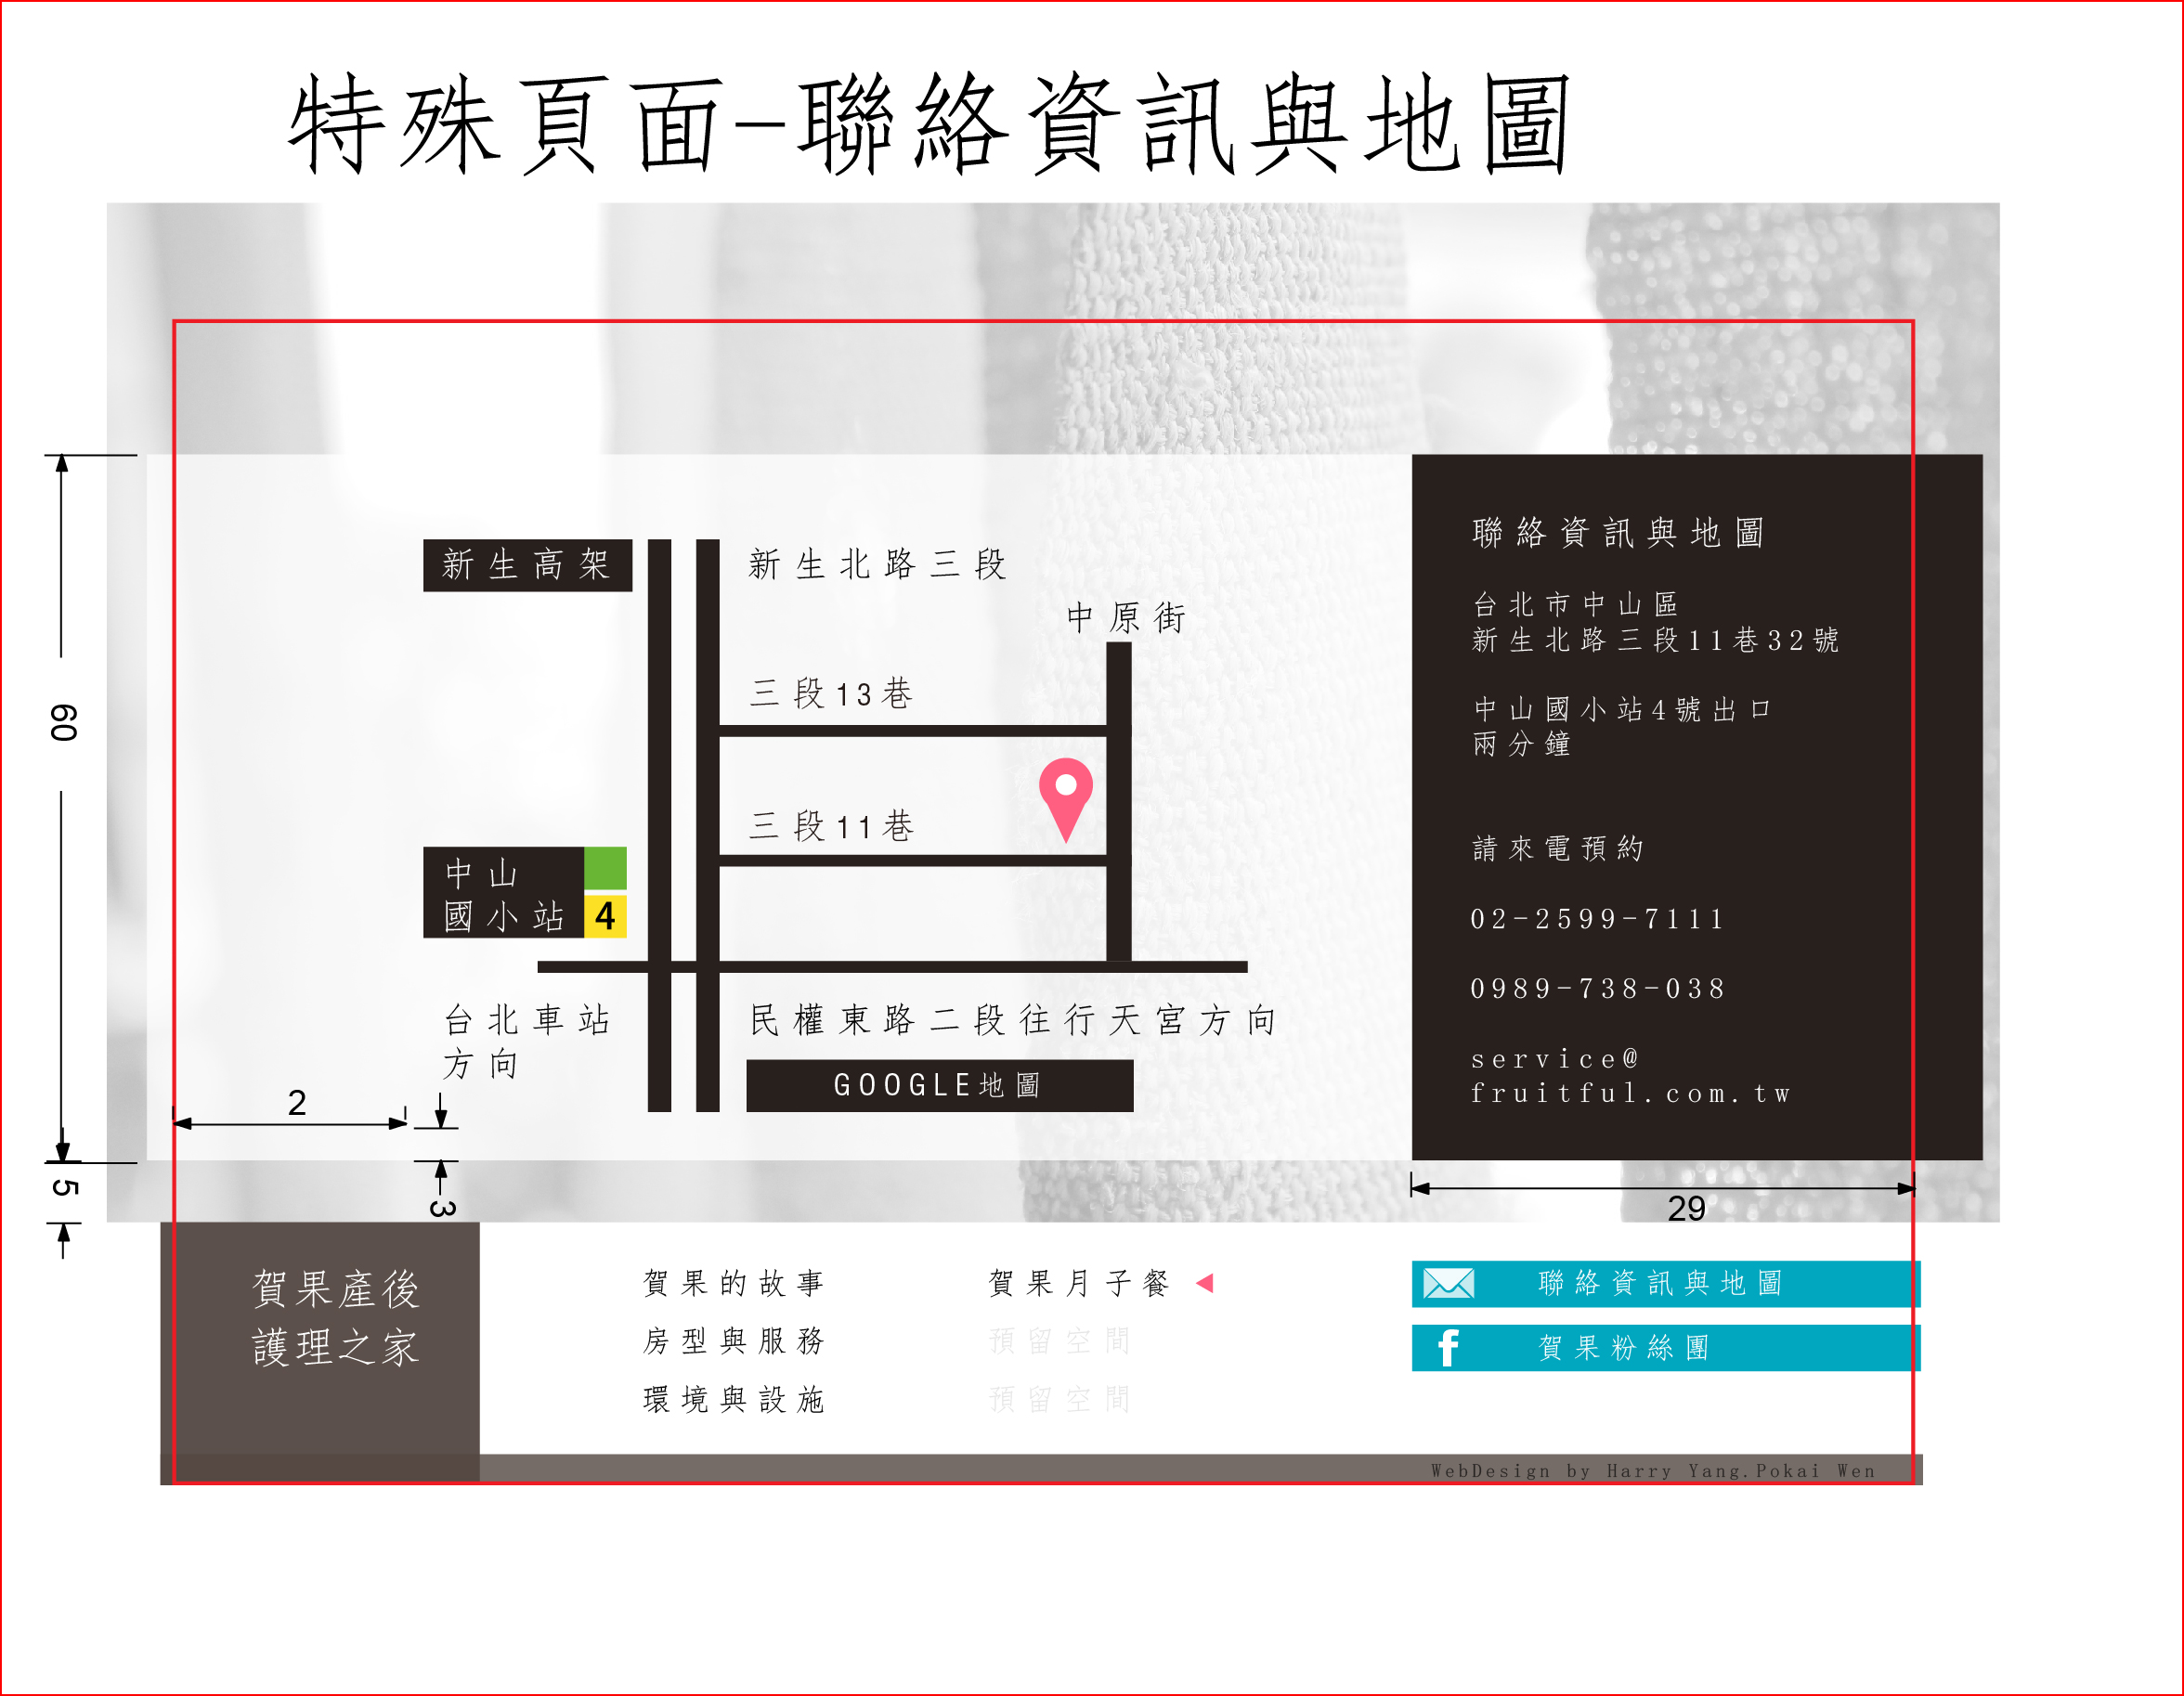 特殊頁面-聯絡資訊與地圖
新生高架
新生北路三段
中原街
三段13巷
三段11巷
中山
國小站
4
台北車站
方向
民權東路二段往行天宮方向
GOOGLE地圖
聯絡資訊與地圖
台北市中山區
新生北路三段11巷32號
中山國小站4號出口
兩分鐘
請來電預約
02-2599-7111
0989-738-038
service@
fruitful.com.tw
60
5
2
3
29
賀果產後
護理之家
賀果的故事
房型與服務
環境與設施
賀果月子餐
預留空間
預留空間
聯絡資訊與地圖
f
賀果粉絲團
WebDesign by Harry Yang.Pokai Wen